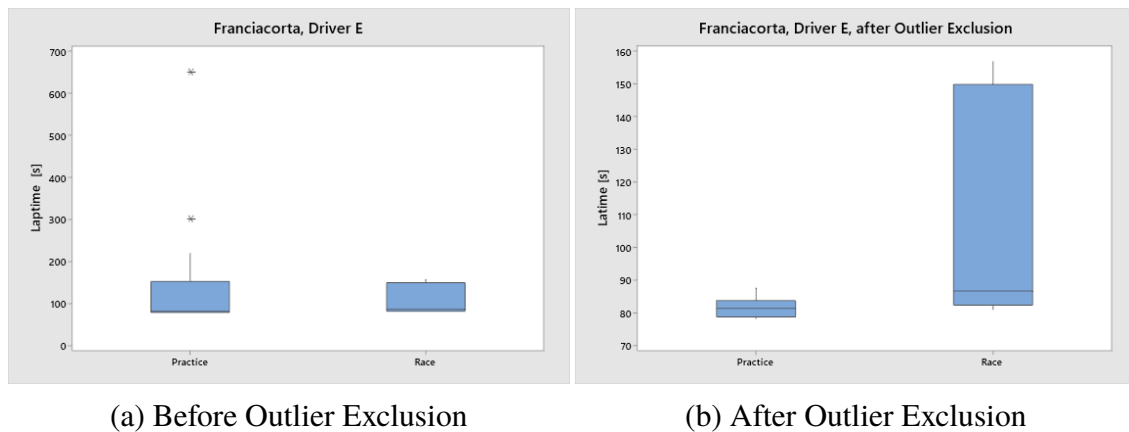 Franciacorta, Driver E
700
600
500
400
300
200
100
0
Laptime [s]
Practice Race
Franciacorta, Driver E, after Outlier Exclusion
160
150
140
130
120
110
100
90
80
70
Latime [s]
Practice Race
(a) Before Outlier Exclusion
(b) After Outlier Exclusion